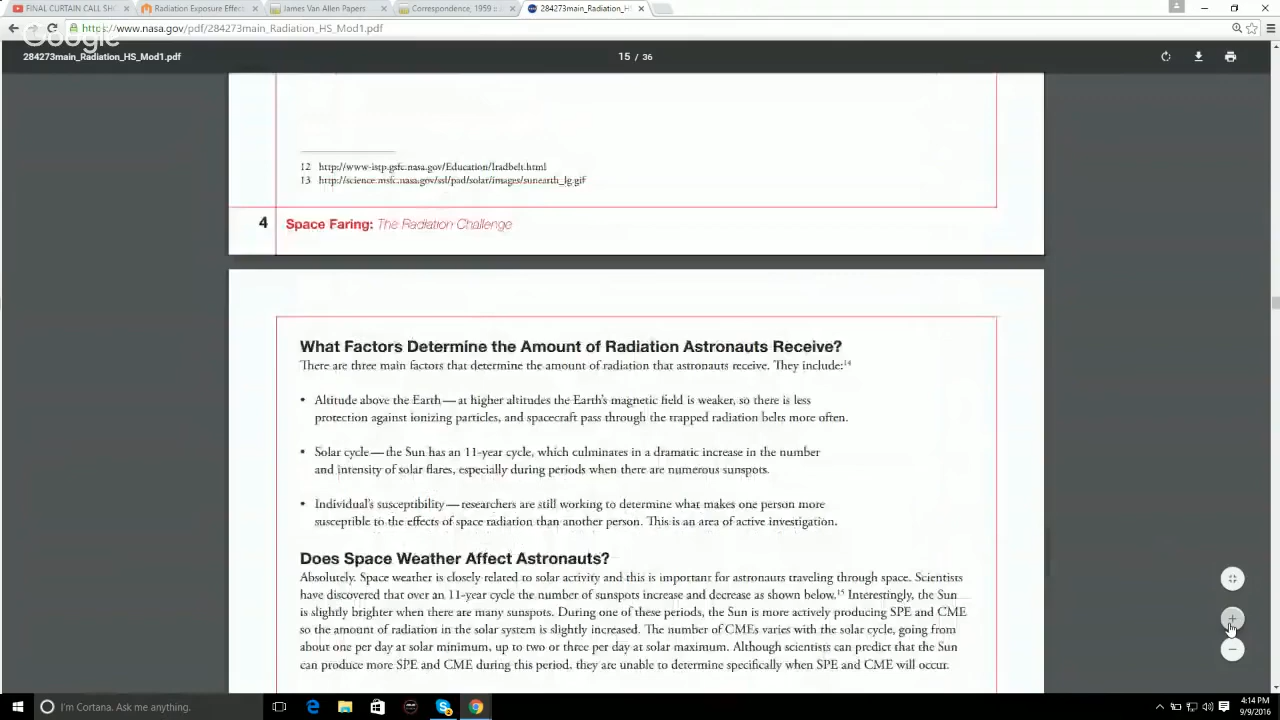 FINAL CURTAIN CALL SH
Radiation Exposure Effec
James Van Allen Papers
Correspondence, 1959
284273main_Radiation_HS
https://www.nasa.gov/pdf/284273main_Radiation_HS_Mod1.pdf
Google
284273main_Radiation_HS_Mod1.pdf
15 / 36
12 http://www-istp.gsfc.nasa.gov/Education/Iradbelt.html
13 http://science.msfc.nasa.gov/ssl/pad/solar/images/sunearth_lg.gif
4 Space Faring: The Radiation Challenge
What Factors Determine the Amount of Radiation Astronauts Receive?
There are three main factors that determine the amount of radiation that astronauts receive. They include:14
• Altitude above the Earth—at higher altitudes the Earth's magnetic field is weaker, so there is less
protection against ionizing particles, and spacecraft pass through the trapped radiation belts more often.
• Solar cycle—the Sun has an 11-year cycle, which culminates in a dramatic increase in the number
and intensity of solar flares, especially during periods when there are numerous sunspots.
• Individual's susceptibility—researchers are still working to determine what makes one person more
susceptible to the effects of space radiation than another person. This is an area of active investigation.
Does Space Weather Affect Astronauts?
Absolutely. Space weather is closely related to solar activity and this is important for astronauts traveling through space. Scientists
have discovered that over an 11-year cycle the number of sunspots increase and decrease as shown below.15 Interestingly, the Sun
is slightly brighter when there are many sunspots. During one of these periods, the Sun is more actively producing SPE and CME
so the amount of radiation in the solar system is slightly increased. The number of CMEs varies with the solar cycle, going from
about one per day at solar minimum, up to two or three per day at solar maximum. Although scientists can predict that the Sun
can produce more SPE and CME during this period, they are unable to determine specifically when SPE and CME will occur.
I'm Cortana. Ask me anything.
4:14 PM
9/9/2016